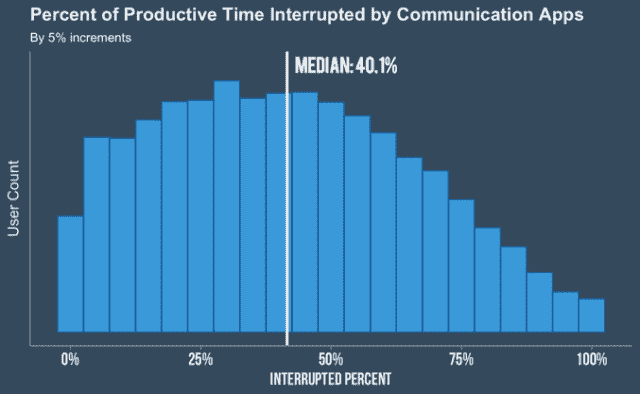 Percent of Productive Time Interrupted by Communication Apps
By 5% increments
MEDIAN: 40.1%
User Count
0% 25% 50% 75% 100%
INTERRUPTED PERCENT